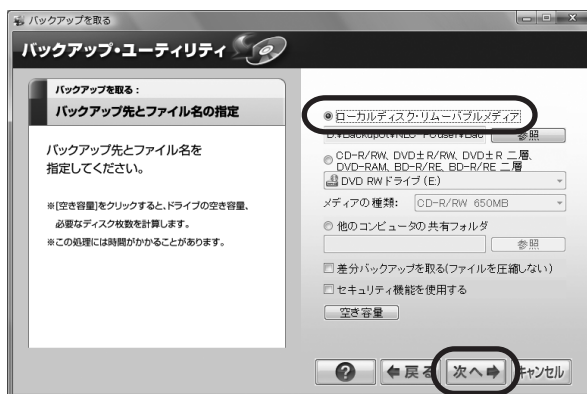 バックアップを取る
バックアップ・ユーティリティ
バックアップを取る：
バックアップ先とファイル名の指定
バックアップ先とファイル名を
指定してください。
※[空き容量]をクリックすると、ドライブの空き容量、
必要なディスク枚数を計算します。
※この処理には時間がかかることがあります。
ローカルディスク・リムーバブルメディア
参照
CD-R/RW、DVD±R/RW、DVD±R 二層、
DVD-RAM、BD-R/RE、BD-R/RE 二層
DVD RWドライブ (E:)
メディアの種類： CD-R/RW 650MB
他のコンピュータの共有フォルダ
参照
差分バックアップを取る(ファイルを圧縮しない)
セキュリティ機能を使用する
空き容量
? 戻る 次へ キャンセル